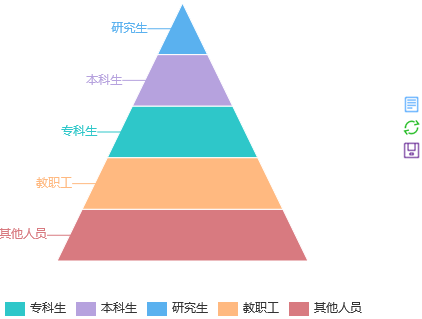 研究生
本科生
专科生
教职工
其他人员
专科生 本科生 研究生 教职工 其他人员